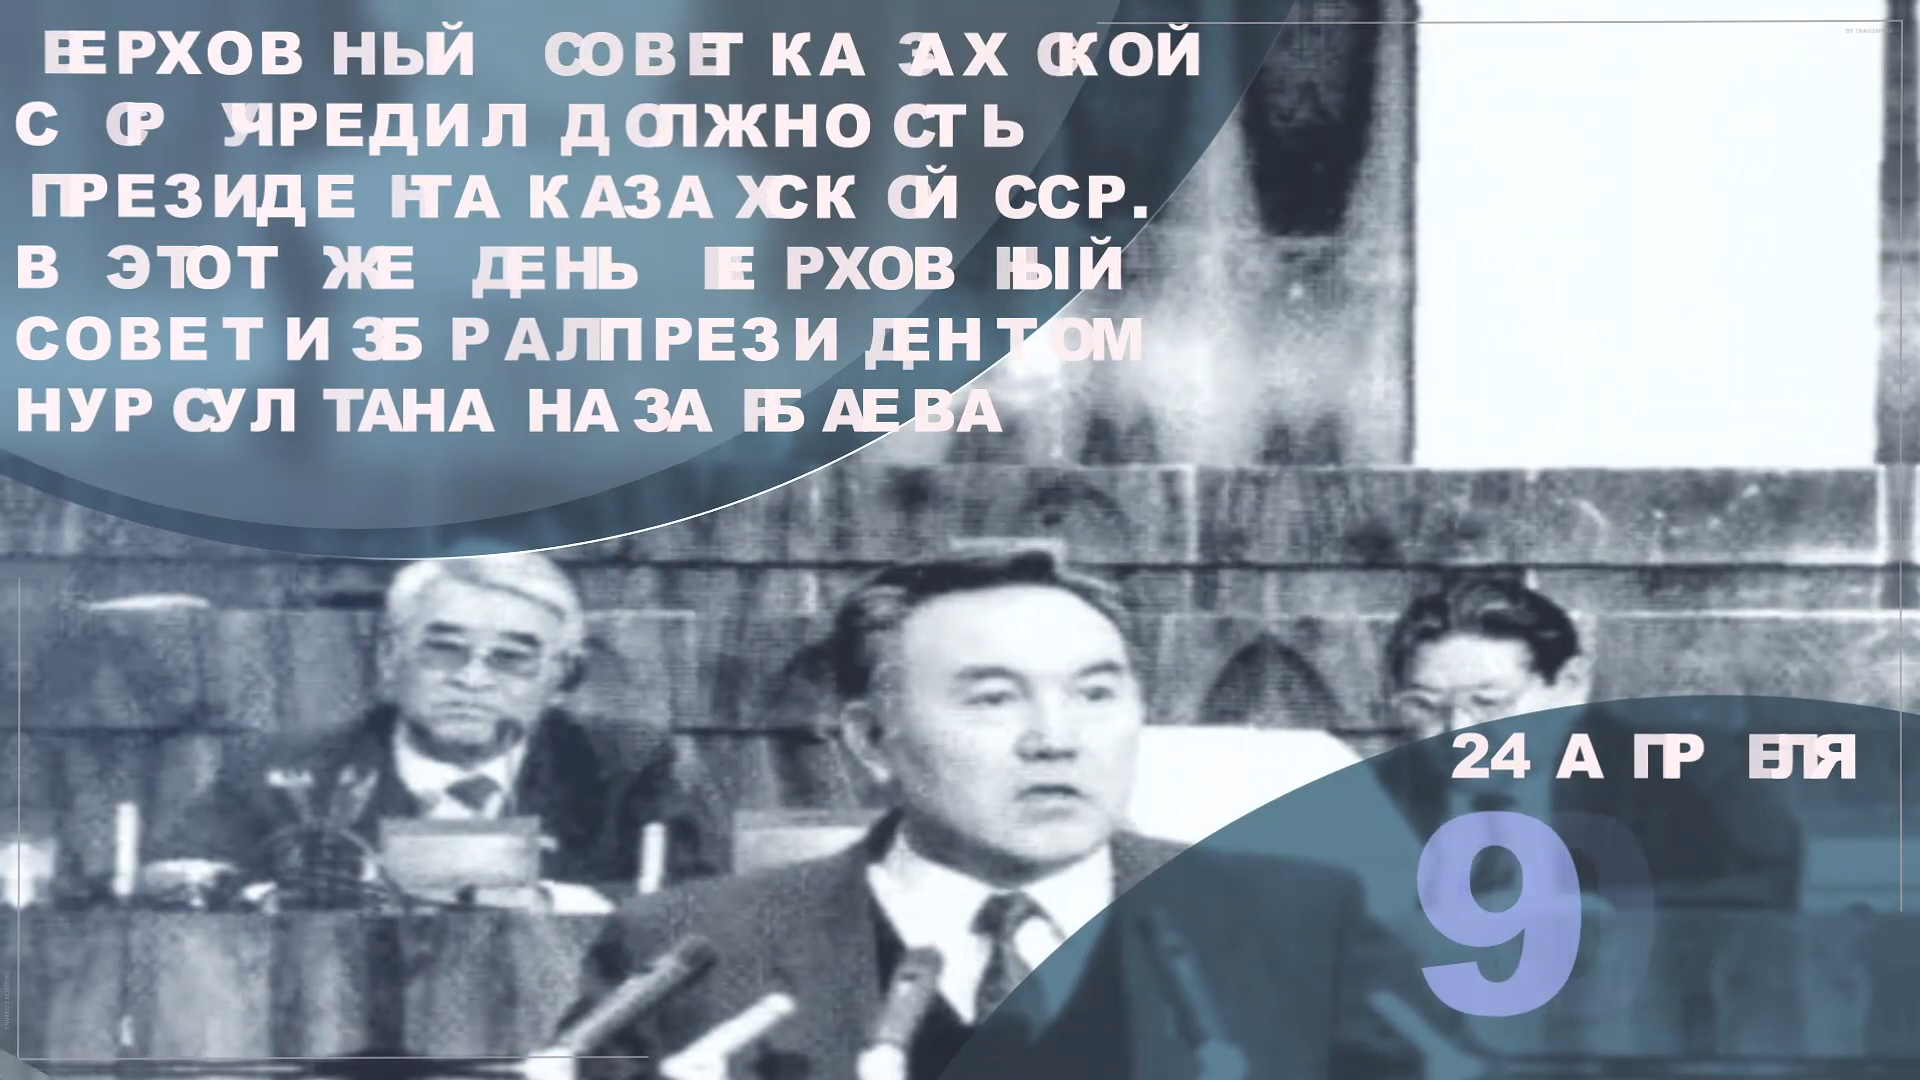 ВЕРХОВНЫЙ СОВЕТ КАЗАХСКОЙ
ССР УЧРЕДИЛ ДОЛЖНОСТЬ
ПРЕЗИДЕНТА КАЗАХСКОЙ ССР.
В ЭТОТ ЖЕ ДЕНЬ ВЕРХОВНЫЙ
СОВЕТ ИЗБРАЛ ПРЕЗИДЕНТОМ
НУРСУЛТАНА НАЗАРБАЕВА
24 АПРЕЛЯ
9